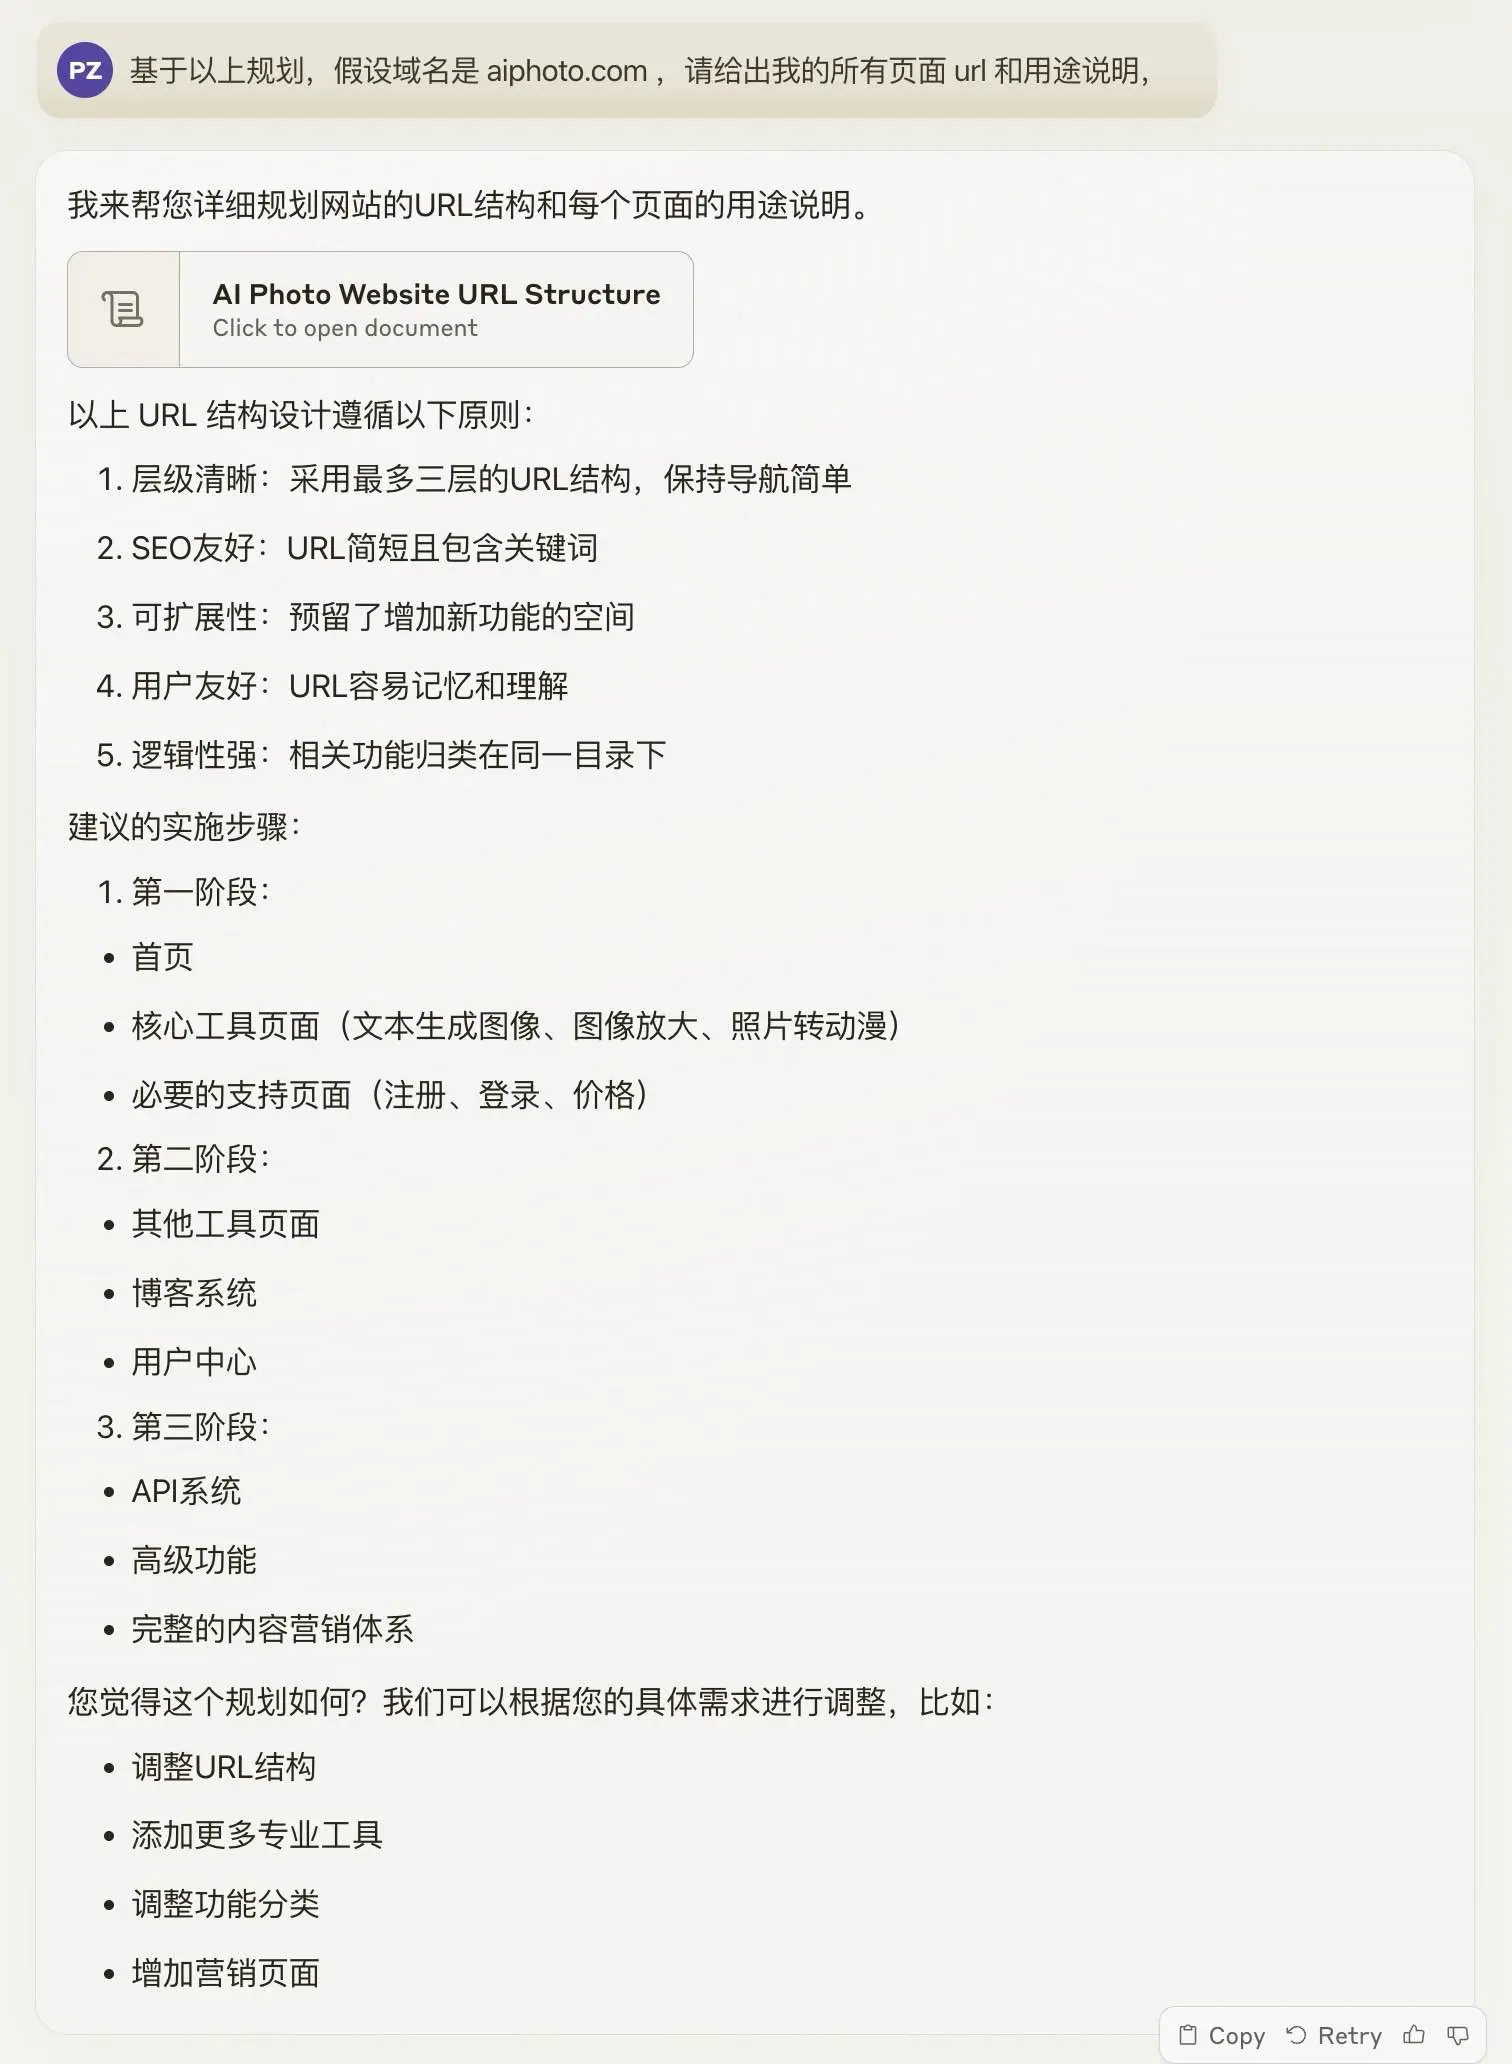 PZ 基于以上规划，假设域名是 aiphoto.com ，请给出我的所有页面 url 和用途说明，
我来帮您详细规划网站的URL结构和每个页面的用途说明。
AI Photo Website URL Structure
Click to open document
以上 URL 结构设计遵循以下原则：
1. 层级清晰：采用最多三层的URL结构，保持导航简单
2. SEO友好：URL简短且包含关键词
3. 可扩展性：预留了增加新功能的空间
4. 用户友好：URL容易记忆和理解
5. 逻辑性强：相关功能归类在同一目录下
建议的实施步骤：
1. 第一阶段：
• 首页
• 核心工具页面（文本生成图像、图像放大、照片转动漫）
• 必要的支持页面（注册、登录、价格）
2. 第二阶段：
• 其他工具页面
• 博客系统
• 用户中心
3. 第三阶段：
• API系统
• 高级功能
• 完整的内容营销体系
您觉得这个规划如何？我们可以根据您的具体需求进行调整，比如：
• 调整URL结构
• 添加更多专业工具
• 调整功能分类
• 增加营销页面
Copy Retry